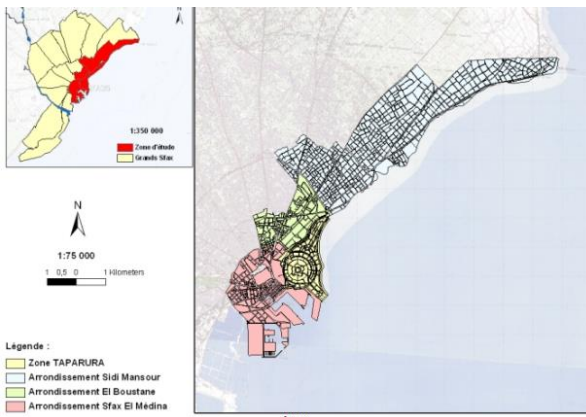 1:350 000
Zone d'étude
Grands Sfax
N
1:75 000
1 0,5 0 1 Kilometers
Légende :
Zone TAPARURA
Arrondissement Sidi Mansour
Arrondissement El Boustane
Arrondissement Sfax El Médina